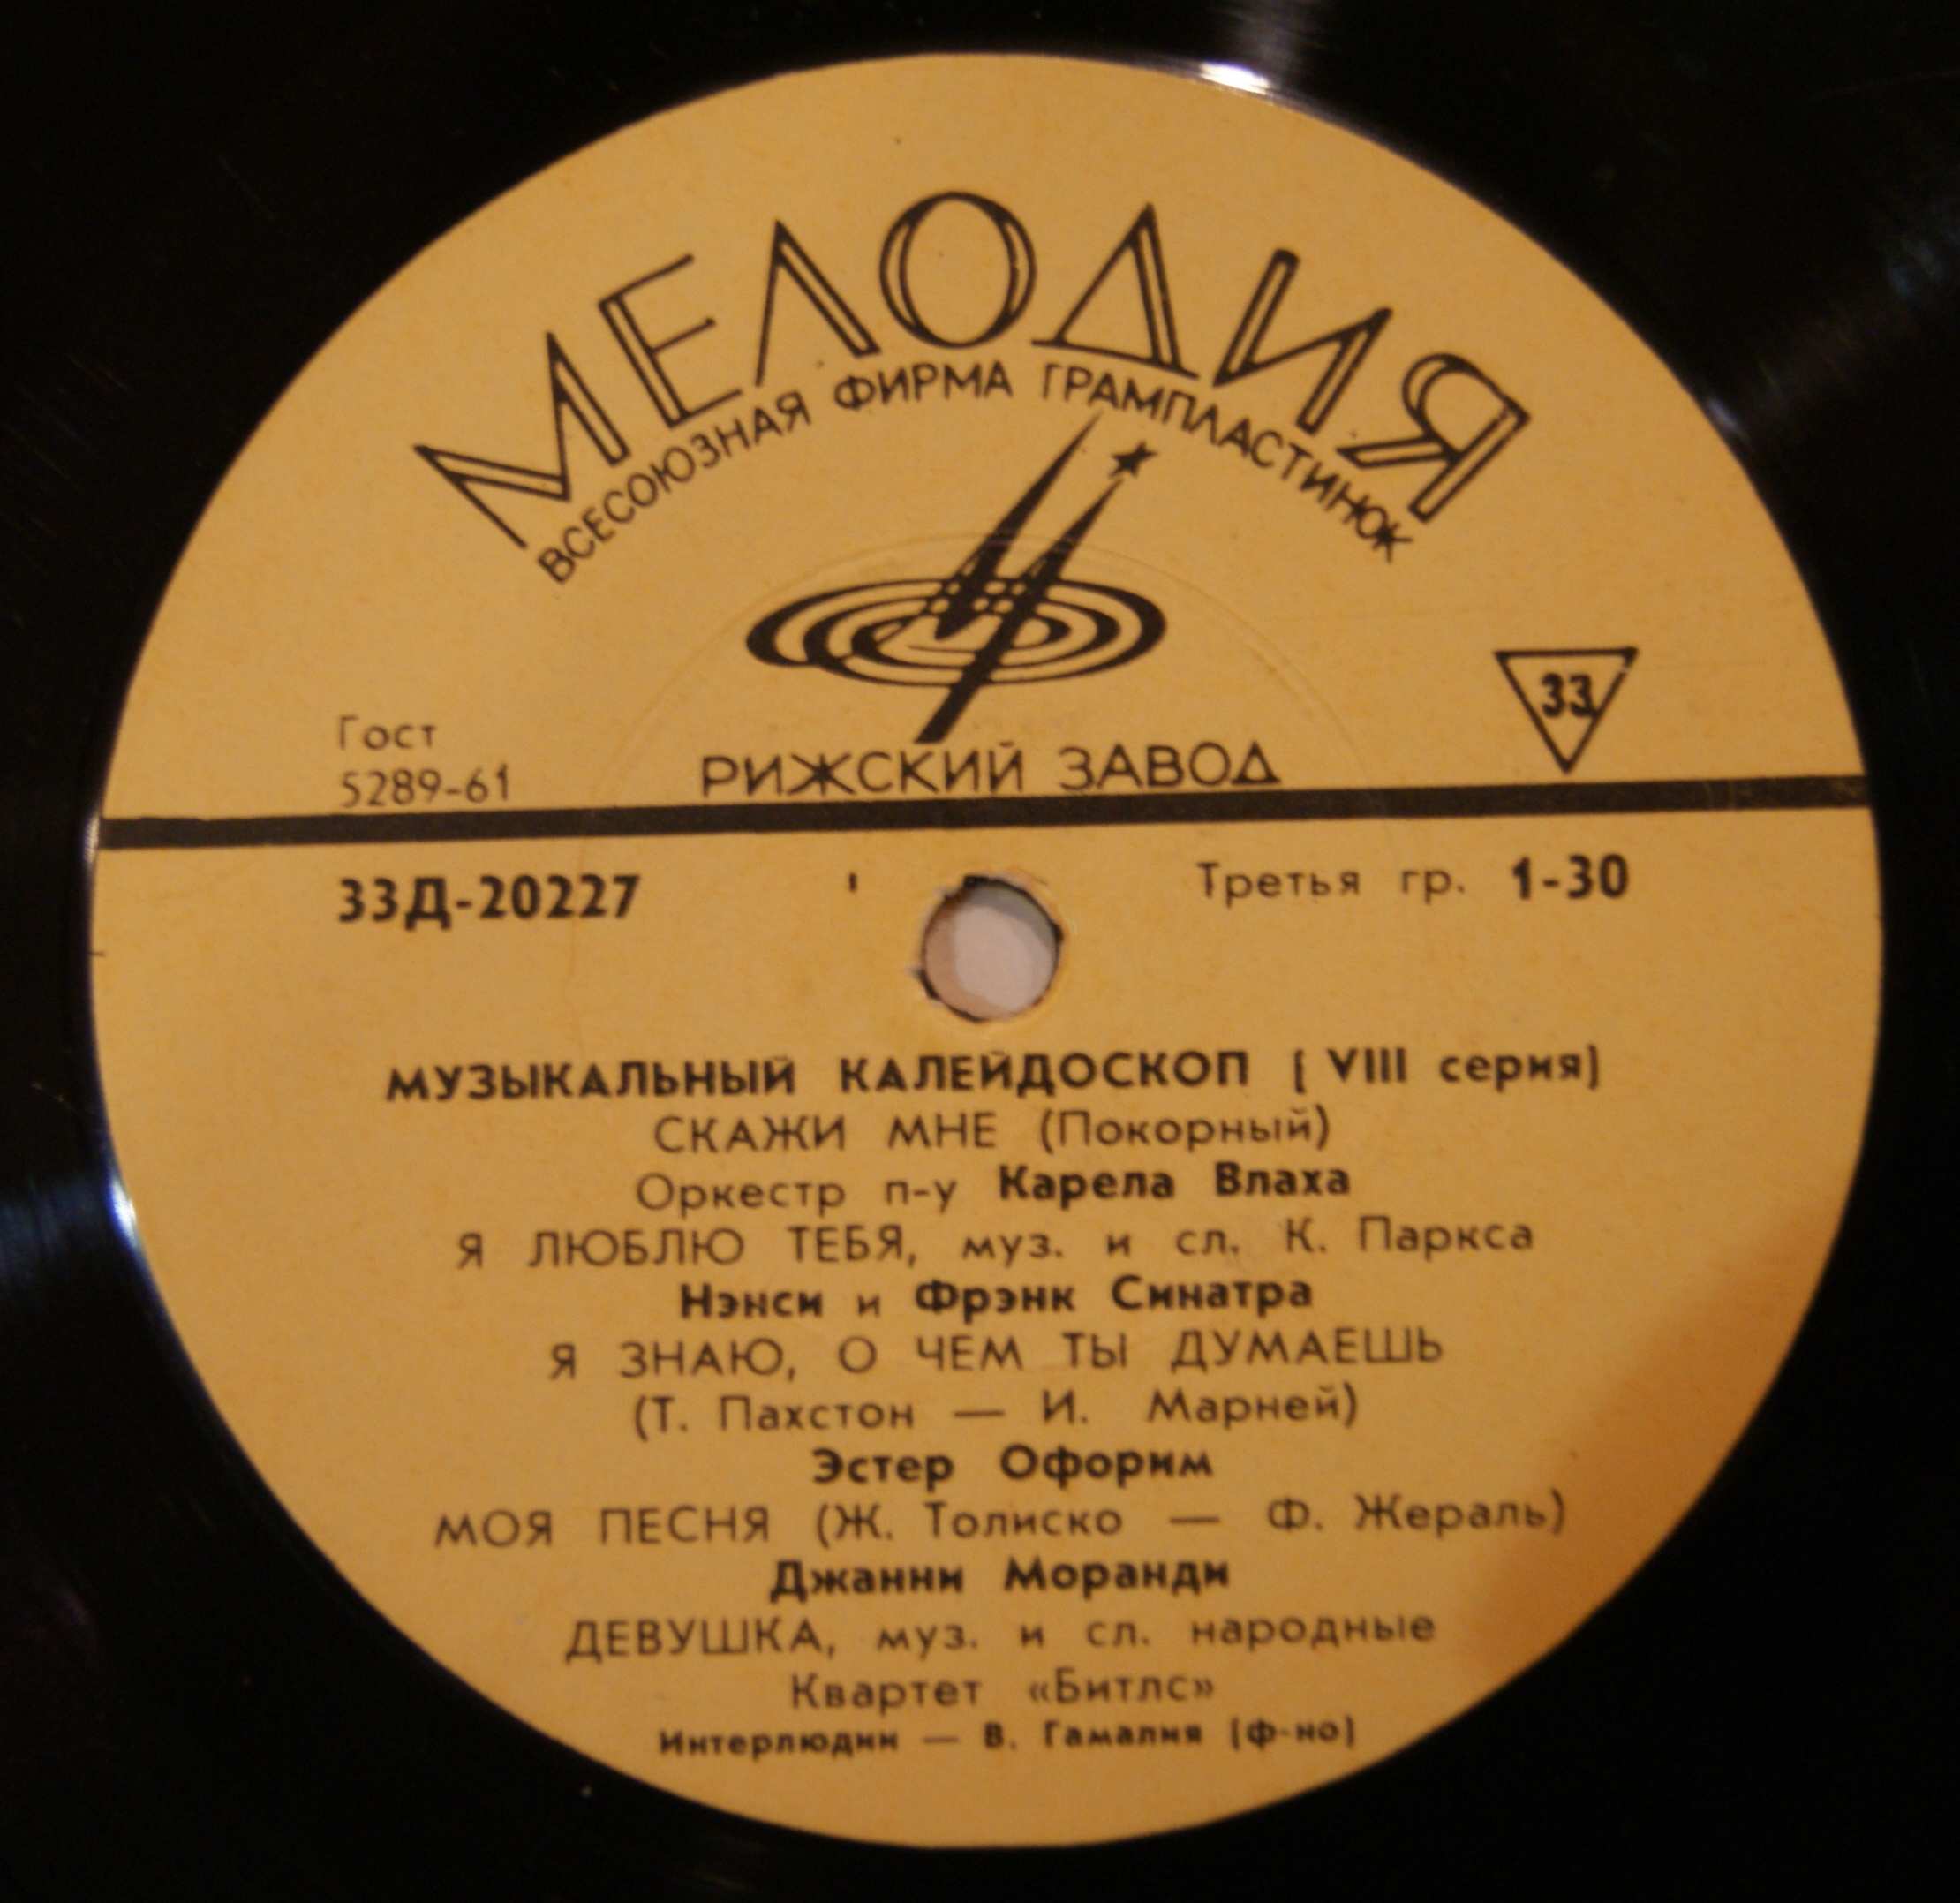 МЕЛОДИЯ
ВСЕСОЮЗНАЯ ФИРМА ГРАМПЛАСТИНОК
33
Гост
5289-61
РИЖСКИЙ ЗАВОД
33Д-20227
Третья гр. 1-30
МУЗЫКАЛЬНЫЙ КАЛЕЙДОСКОП [ VIII серия)
СКАЖИ МНЕ (Покорный)
Оркестр п-у Карела Влаха
Я ЛЮБЛЮ ТЕБЯ, муз. и сл. К. Паркса
Нэнси и Фрэнк Синатра
Я ЗНАЮ, О ЧЕМ ТЫ ДУМАЕШЬ
(Т. Пахстон — И. Марней)
Эстер Офорим
МОЯ ПЕСНЯ (Ж. Толиско — Ф. Жераль)
Джанни Моранди
ДЕВУШКА, муз. и сл. народные
Квартет «Битлс»
Интерлюдии — В. Гамалия [ф-но]